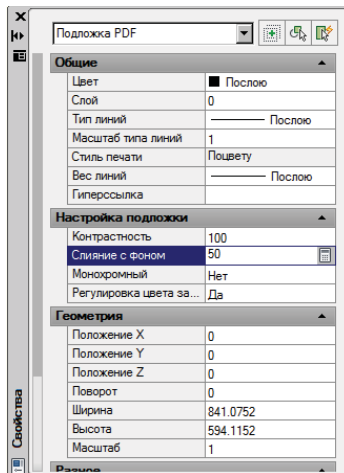 Подложка PDF
Общие
Цвет Послою
Слой 0
Тип линий Послою
Масштаб типа линий 1
Стиль печати Поцвету
Вес линий Послою
Гиперссылка
Настройка подложки
Контрастность 100
Слияние с фоном 50
Монохромный Нет
Регулировка цвета за... Да
Геометрия
Положение X 0
Положение Y 0
Положение Z 0
Поворот 0
Ширина 841.0752
Высота 594.1152
Масштаб 1
Разное
Свойства